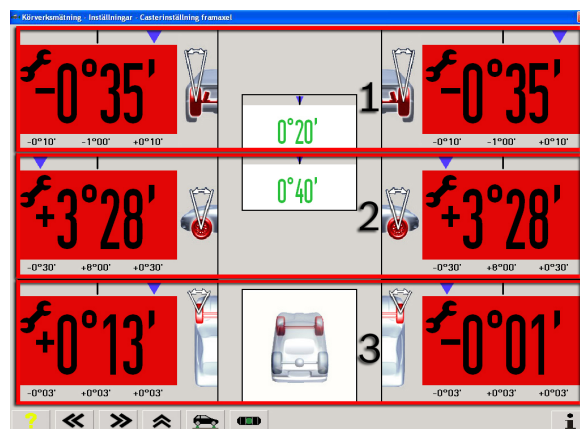 Körverksmätning - Inställningar - Casterinställning framaxel
-0°35'
1
-0°35'
0°20'
-0°10' -1°00' +0°10'
-0°10' -1°00' +0°10'
+3°28'
0°40'
2
+3°28'
-0°30' +8°00' +0°30'
-0°30' +8°00' +0°30'
+0°13'
3
-0°01'
-0°03' +0°03' +0°03'
-0°03' +0°03' +0°03'
?
i